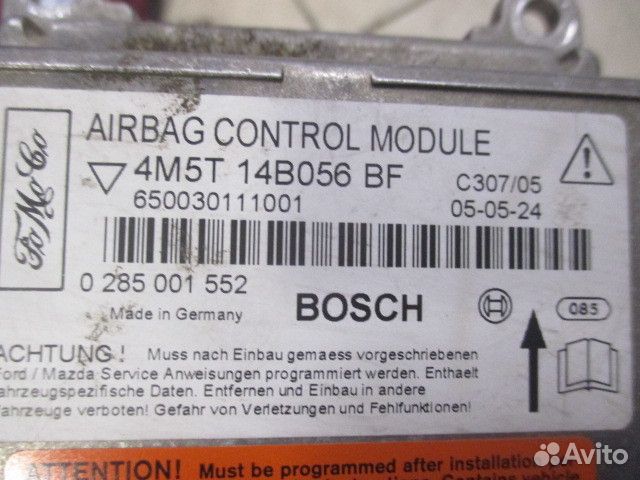 FoMoCo
AIRBAG CONTROL MODULE
4M5T 14B056 BF
C307/05
650030111001
05-05-24
0 285 001 552
Made in Germany
BOSCH
085
ACHTUNG! Muss nach Einbau gemaess vorgeschriebenen
Ford / Mazda Service Anweisungen programmiert werden. Enthaelt
fahrzeugspezifische Daten. Entfernen und Einbau in andere
Fahrzeuge verboten! Gefahr von Verletzungen und Fehlfunktionen!
ATTENTION! Must be programmed after installation
Avito